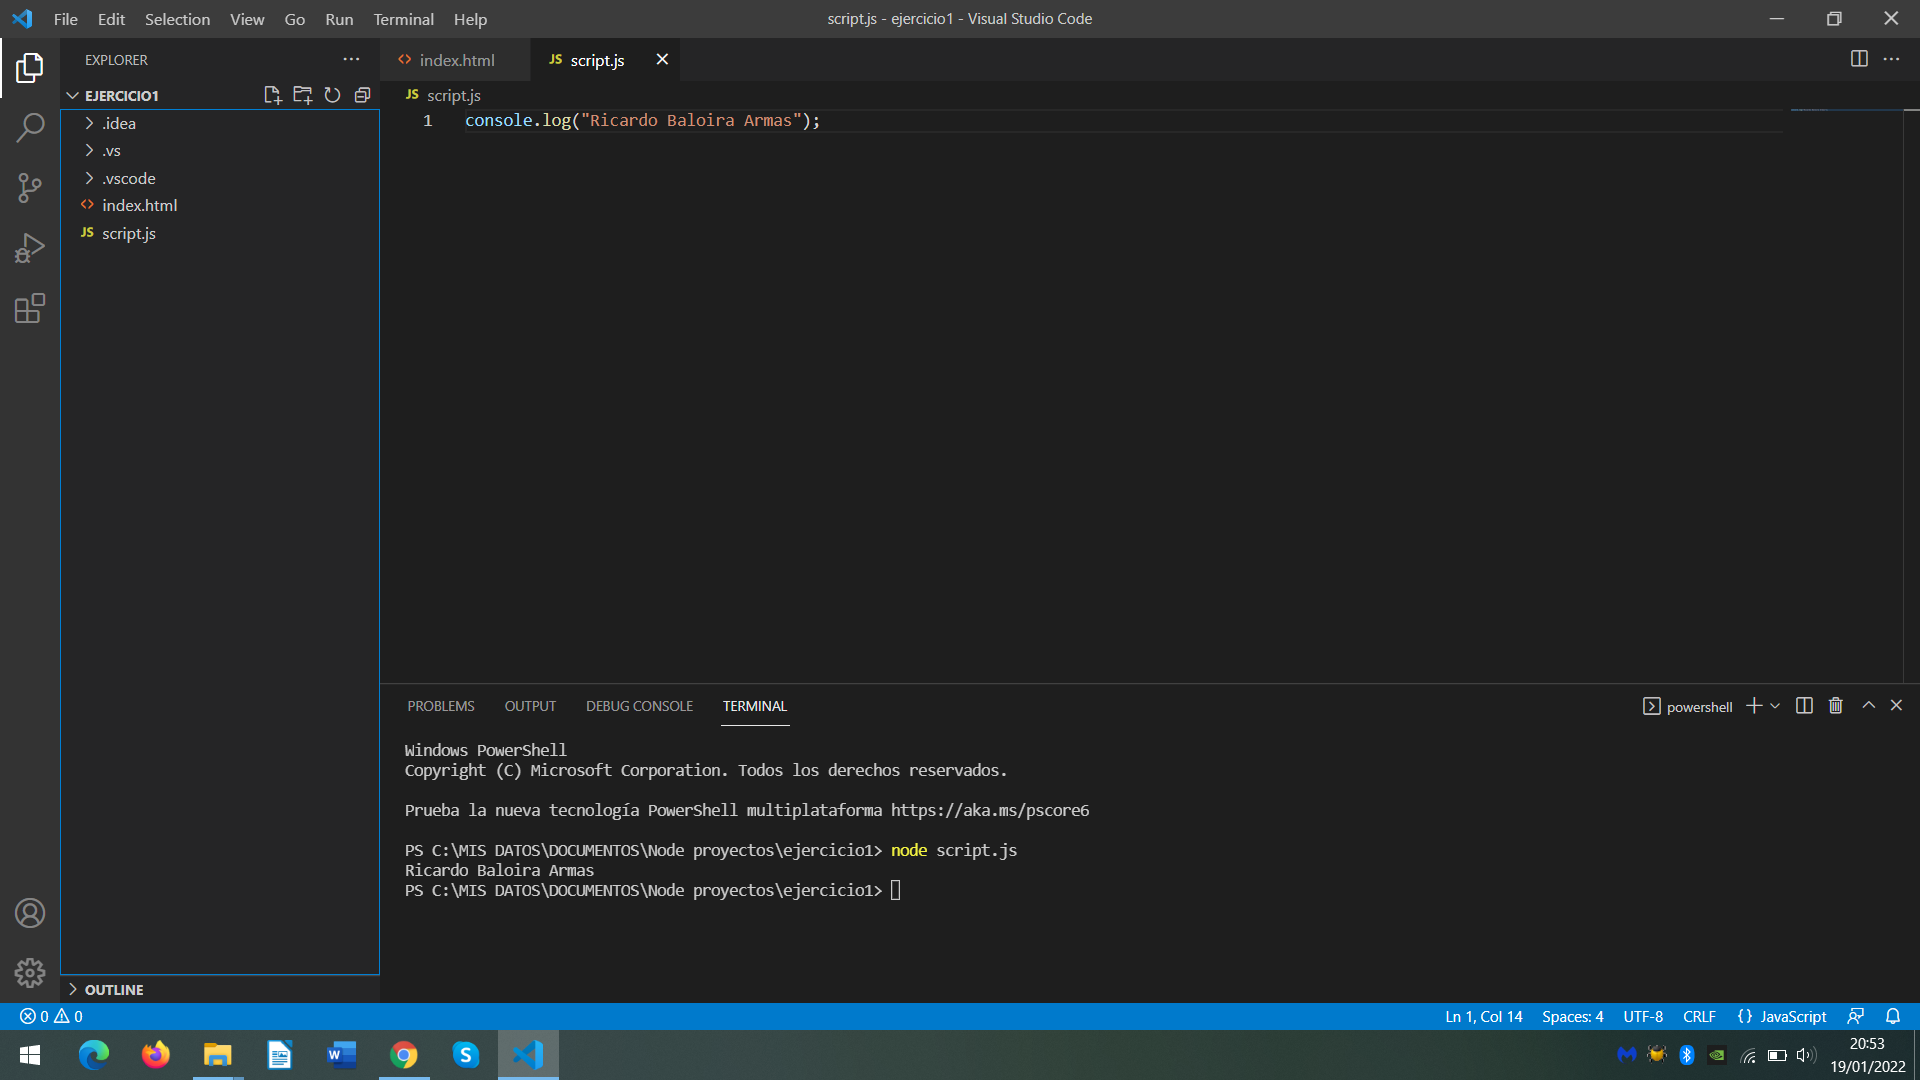 File Edit Selection View Go Run Terminal Help
script.js - ejercicio1 - Visual Studio Code
EXPLORER
index.html
JS script.js
EJERCICIO1
JS script.js
.idea
.vs
.vscode
index.html
JS script.js
1 console.log("Ricardo Baloira Armas");
PROBLEMS OUTPUT DEBUG CONSOLE TERMINAL
powershell
Windows PowerShell
Copyright (C) Microsoft Corporation. Todos los derechos reservados.
Prueba la nueva tecnología PowerShell multiplataforma https://aka.ms/pscore6
PS C:\MIS DATOS\DOCUMENTOS\Node proyectos\ejercicio1> node script.js
Ricardo Baloira Armas
PS C:\MIS DATOS\DOCUMENTOS\Node proyectos\ejercicio1>
OUTLINE
0 0
Ln 1, Col 14 Spaces: 4 UTF-8 CRLF {} JavaScript
20:53
19/01/2022